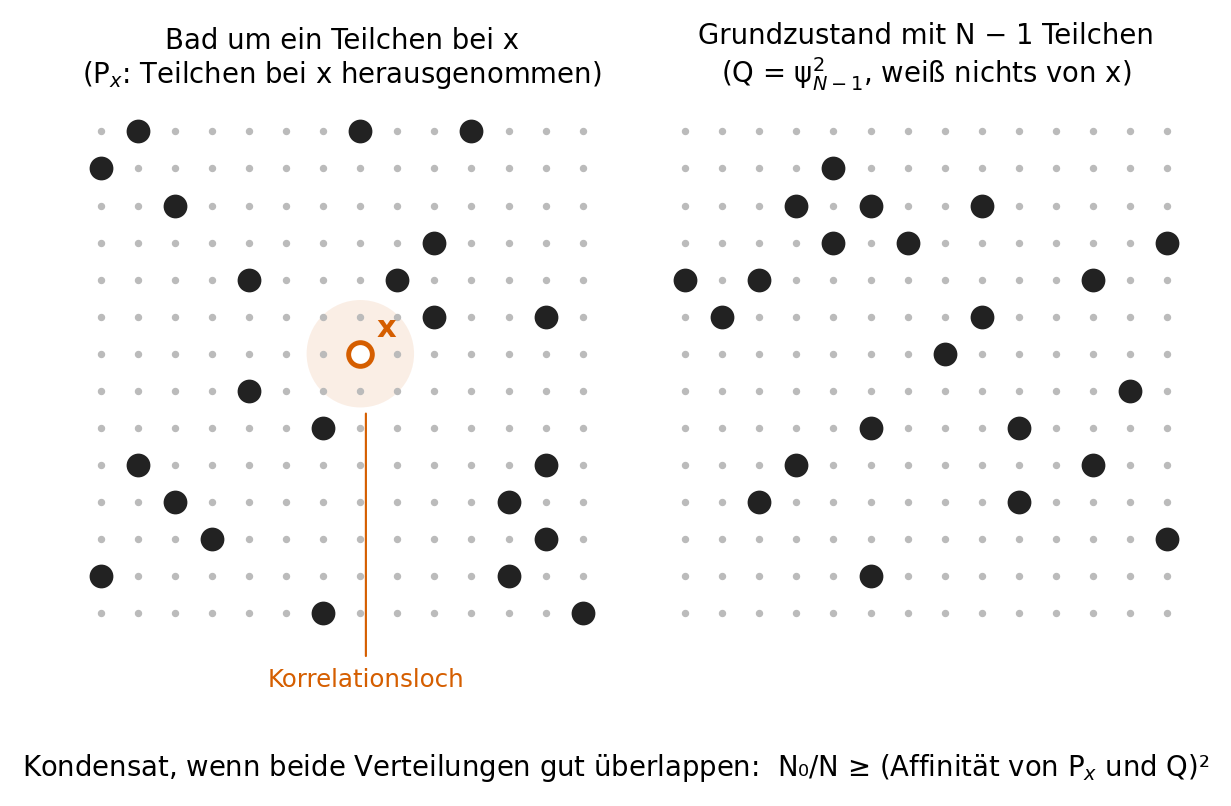 Bad um ein Teilchen bei x
(Pₓ: Teilchen bei x herausgenommen)
Grundzustand mit N − 1 Teilchen
(Q = ψ²_{N−1}, weiß nichts von x)
x
Korrelationsloch
Kondensat, wenn beide Verteilungen gut überlappen:  N₀/N ≥ (Affinität von Pₓ und Q)²